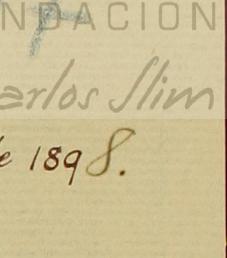 NDACION
arlos Slim
e 1898.